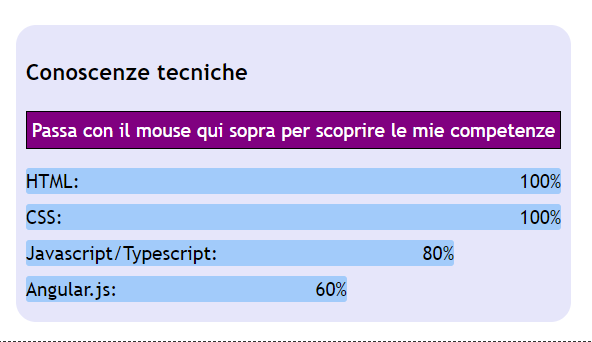 Conoscenze tecniche
Passa con il mouse qui sopra per scoprire le mie competenze
HTML: 100%
CSS: 100%
Javascript/Typescript: 80%
Angular.js: 60%